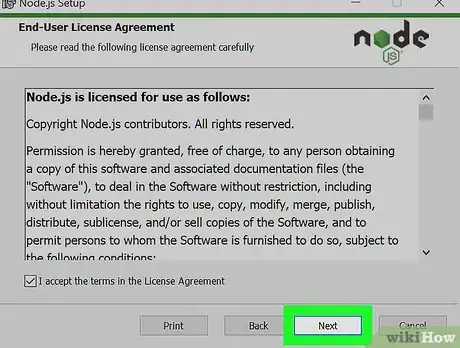 Node.js Setup
End-User License Agreement
Please read the following license agreement carefully
node
JS
Node.js is licensed for use as follows:
Copyright Node.js contributors. All rights reserved.
Permission is hereby granted, free of charge, to any person obtaining
a copy of this software and associated documentation files (the
"Software"), to deal in the Software without restriction, including
without limitation the rights to use, copy, modify, merge, publish,
distribute, sublicense, and/or sell copies of the Software, and to
permit persons to whom the Software is furnished to do so, subject to
the following conditions:
I accept the terms in the License Agreement
Print Back Next Cancel
wikiHow